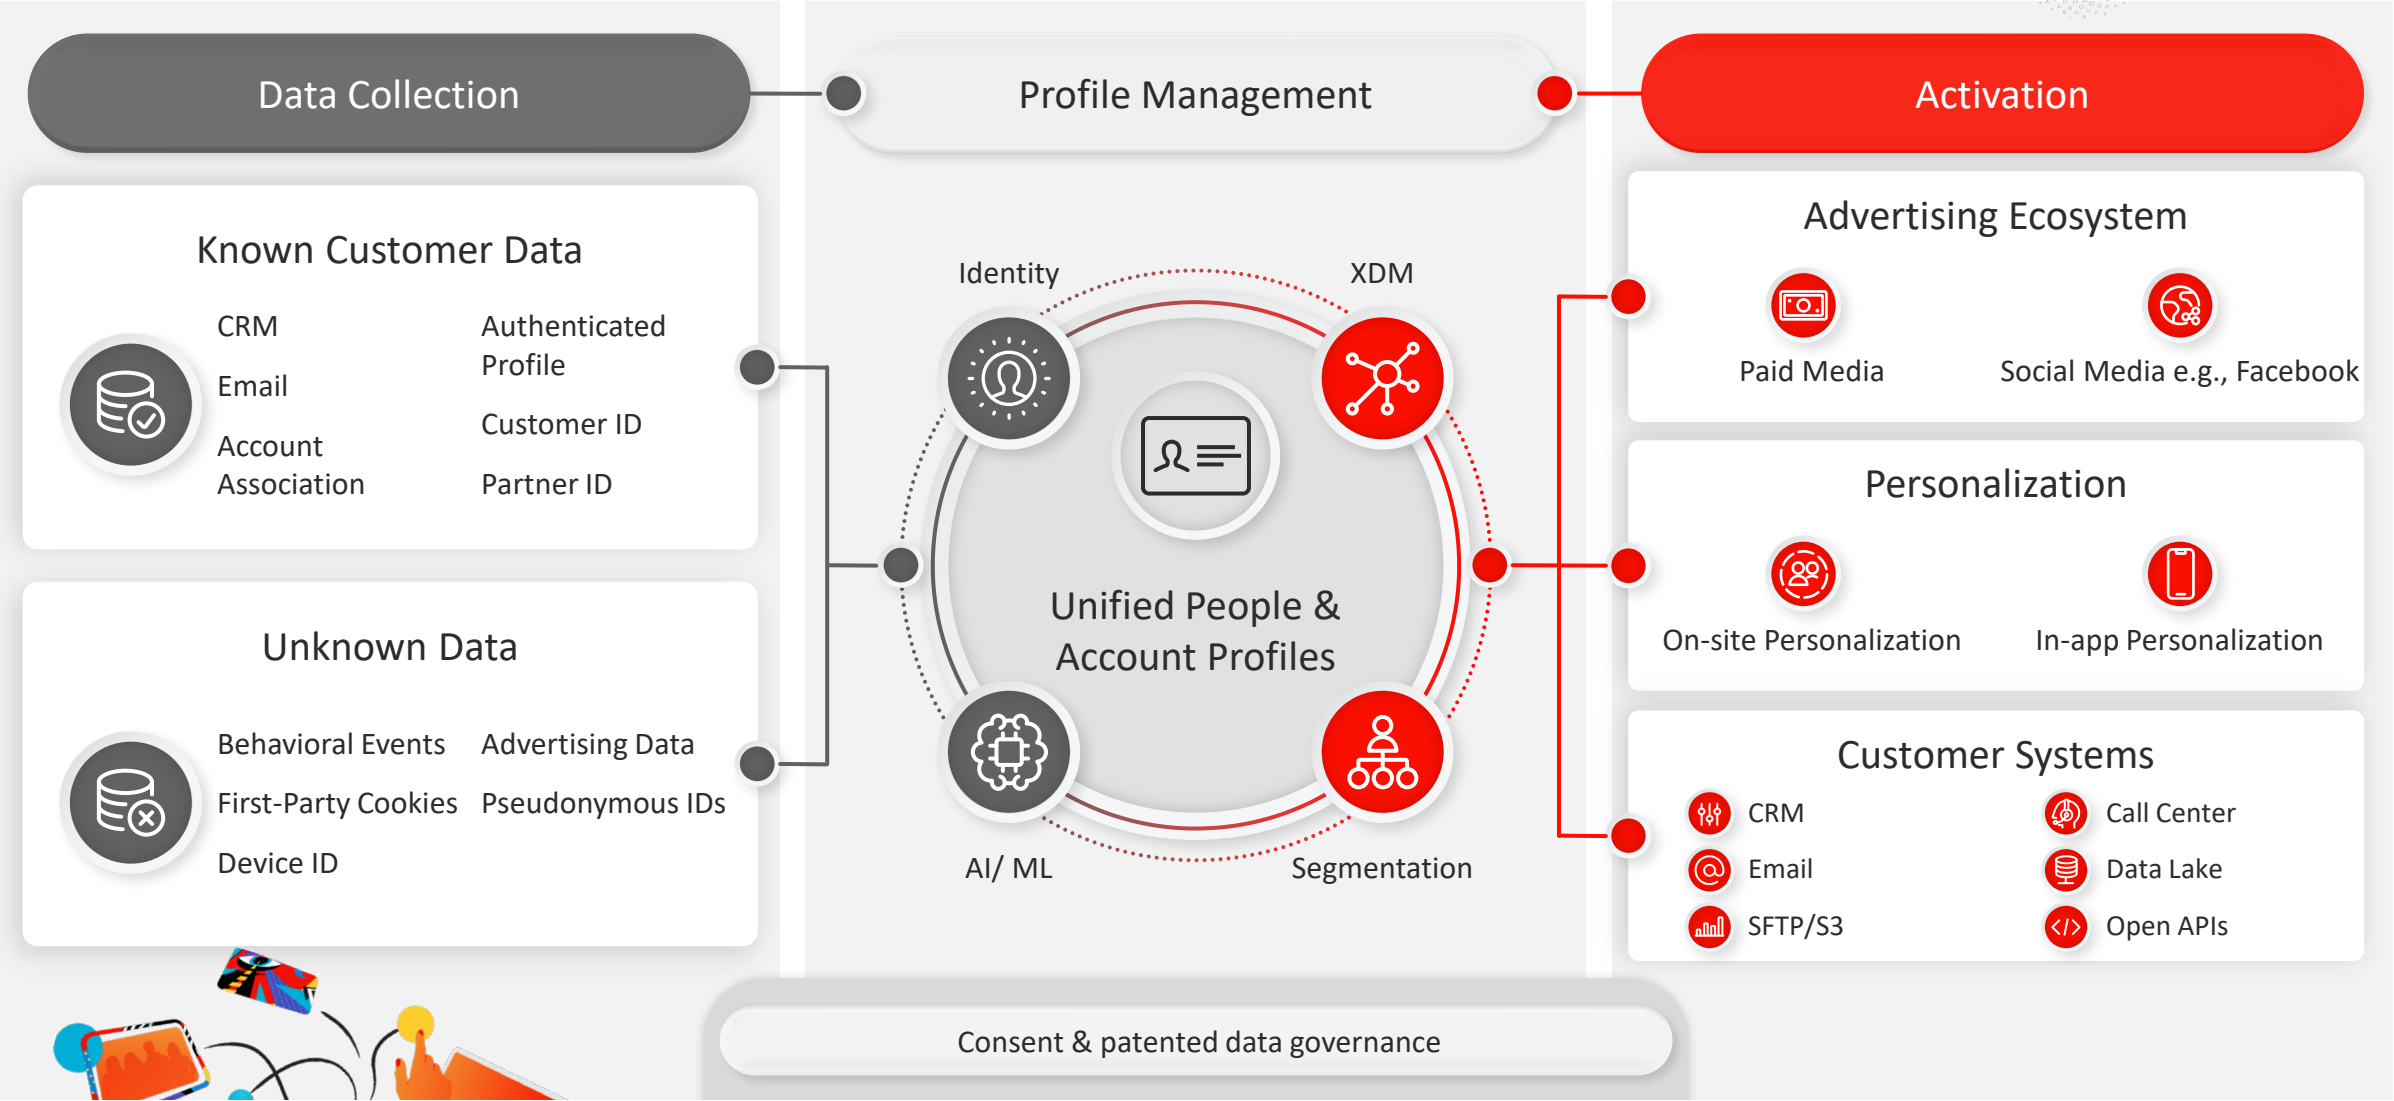 Data Collection
Profile Management
Activation
Known Customer Data
CRM
Email
Account
Association
Authenticated
Profile
Customer ID
Partner ID
Unknown Data
Behavioral Events
First-Party Cookies
Device ID
Advertising Data
Pseudonymous IDs
Identity
XDM
Unified People &
Account Profiles
AI/ ML
Segmentation
Advertising Ecosystem
Paid Media
Social Media e.g., Facebook
Personalization
On-site Personalization
In-app Personalization
Customer Systems
CRM
Email
SFTP/S3
Call Center
Data Lake
Open APIs
Consent & patented data governance